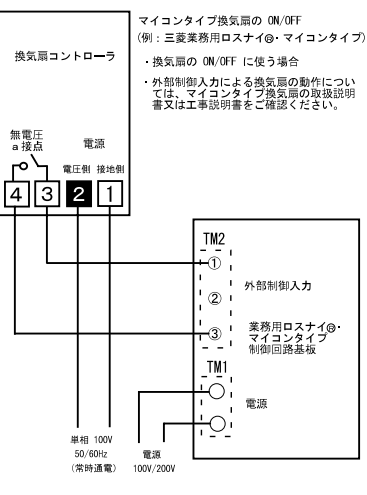 マイコンタイプ換気扇の ON/OFF
(例：三菱業務用ロスナイ®・マイコンタイプ)
・換気扇の ON/OFF に使う場合
・外部制御入力による換気扇の動作につい
ては、マイコンタイプ換気扇の取扱説明
書又は工事説明書をご確認ください。
換気扇コントローラ
無電圧
a接点
電源
電圧側 接地側
4 3 2 1
TM2
①
②
③
外部制御入力
業務用ロスナイ®・
マイコンタイプ
制御回路基板
TM1
電源
単相 100V
50/60Hz
(常時通電)
電源
100V/200V